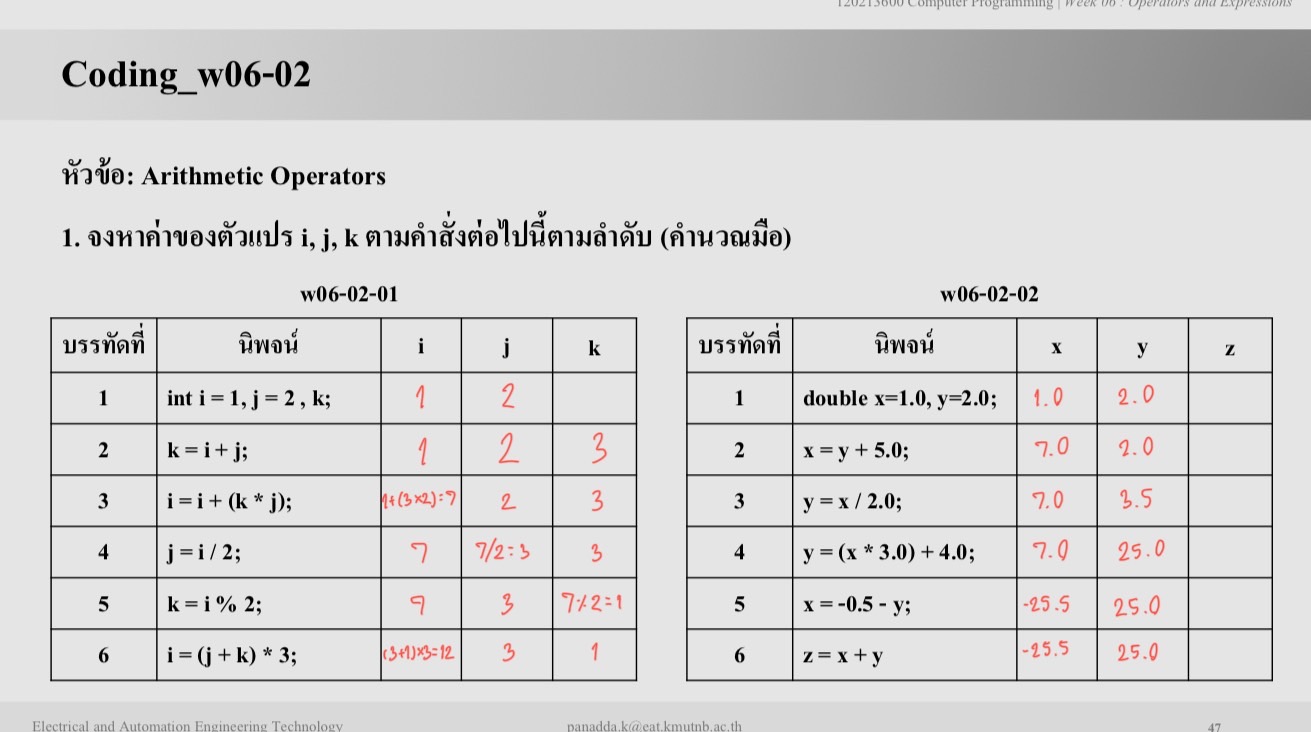 120213600 Computer Programming | Week 06 : Operators and Expressions
Coding_w06-02
หัวข้อ: Arithmetic Operators
1. จงหาค่าของตัวแปร i, j, k ตามคำสั่งต่อไปนี้ตามลำดับ (คำนวณมือ)
w06-02-01
บรรทัดที่ นิพจน์ i j k
1 int i = 1, j = 2 , k; 1 2
2 k = i + j; 1 2 3
3 i = i + (k * j); 1+(3×2)=7 2 3
4 j = i / 2; 7 7/2=3 3
5 k = i % 2; 7 3 7%2=1
6 i = (j + k) * 3; (3+1)×3=12 3 1
w06-02-02
บรรทัดที่ นิพจน์ x y z
1 double x=1.0, y=2.0; 1.0 2.0
2 x = y + 5.0; 7.0 2.0
3 y = x / 2.0; 7.0 3.5
4 y = (x * 3.0) + 4.0; 7.0 25.0
5 x = -0.5 - y; -25.5 25.0
6 z = x + y -25.5 25.0
Electrical and Automation Engineering Technology panadda.k@eat.kmutnb.ac.th 47